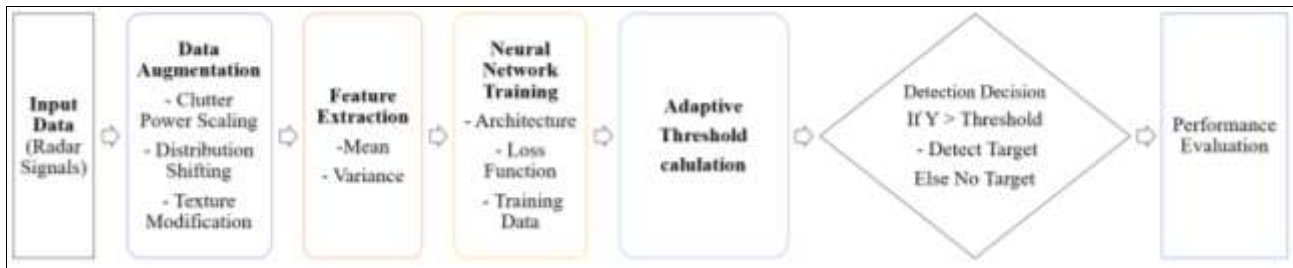 Input
Data
(Radar
Signals)
Data
Augmentation
- Clutter
Power Scaling
- Distribution
Shifting
- Texture
Modification
Feature
Extraction
-Mean
- Variance
Neural
Network
Training
- Architecture
- Loss
Function
- Training
Data
Adaptive
Threshold
calulation
Detection Decision
If Y > Threshold
- Detect Target
Else No Target
Performance
Evaluation